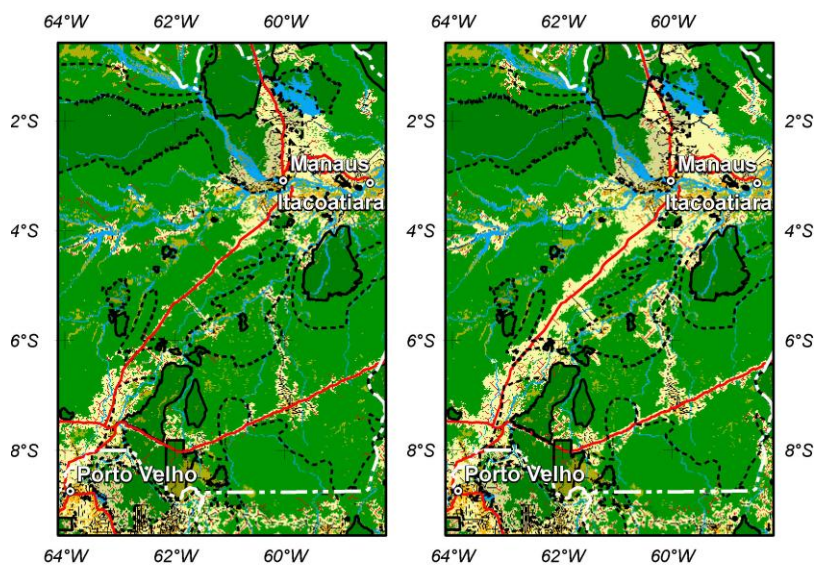 64°W 62°W 60°W 64°W 62°W 60°W
2°S 2°S
Manaus Manaus
Itacoatiara Itacoatiara
4°S 4°S
6°S 6°S
8°S 8°S
Porto Velho Porto Velho
64°W 62°W 60°W 64°W 62°W 60°W